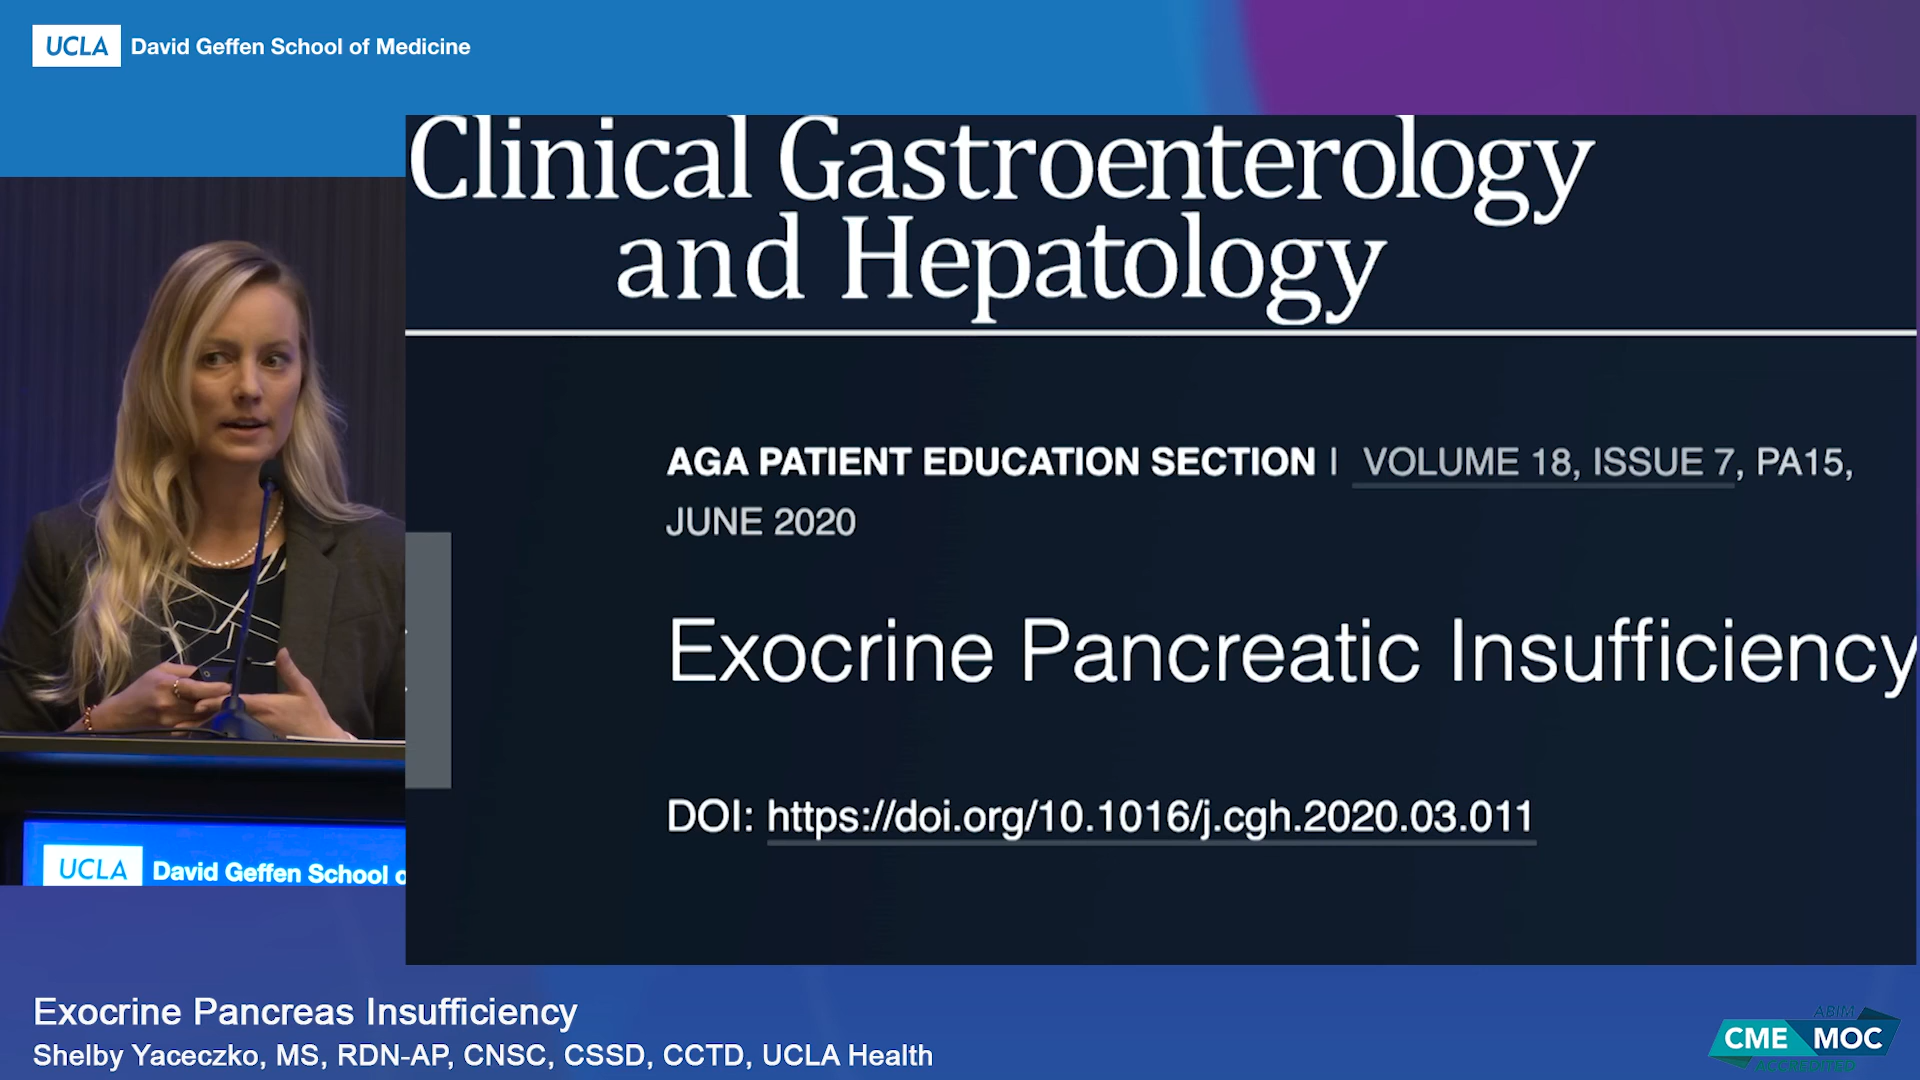 UCLA David Geffen School of Medicine
Clinical Gastroenterology
and Hepatology
AGA PATIENT EDUCATION SECTION | VOLUME 18, ISSUE 7, PA15,
JUNE 2020
Exocrine Pancreatic Insufficiency
DOI: https://doi.org/10.1016/j.cgh.2020.03.011
UCLA David Geffen School o
Exocrine Pancreas Insufficiency
Shelby Yaceczko, MS, RDN-AP, CNSC, CSSD, CCTD, UCLA Health
ABIM
CME MOC
ACCREDITED